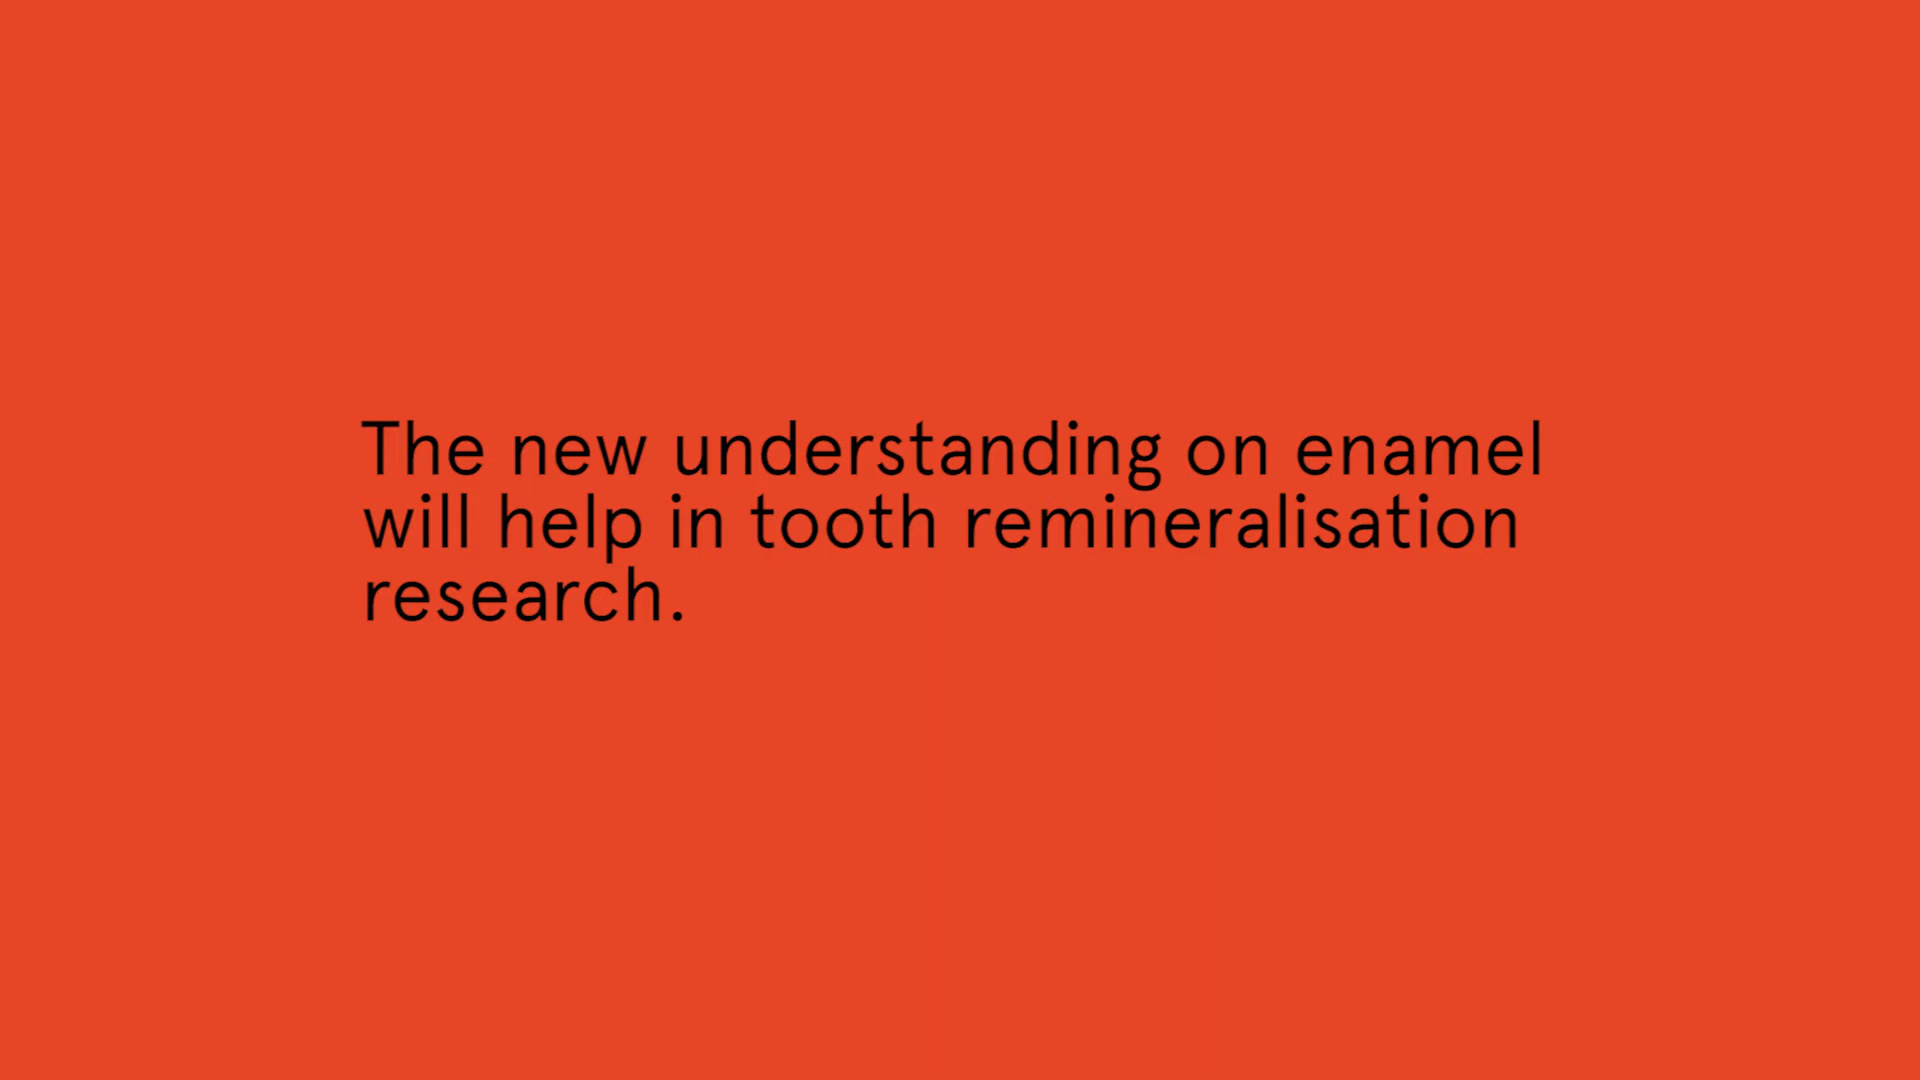 The new understanding on enamel
will help in tooth remineralisation
research.